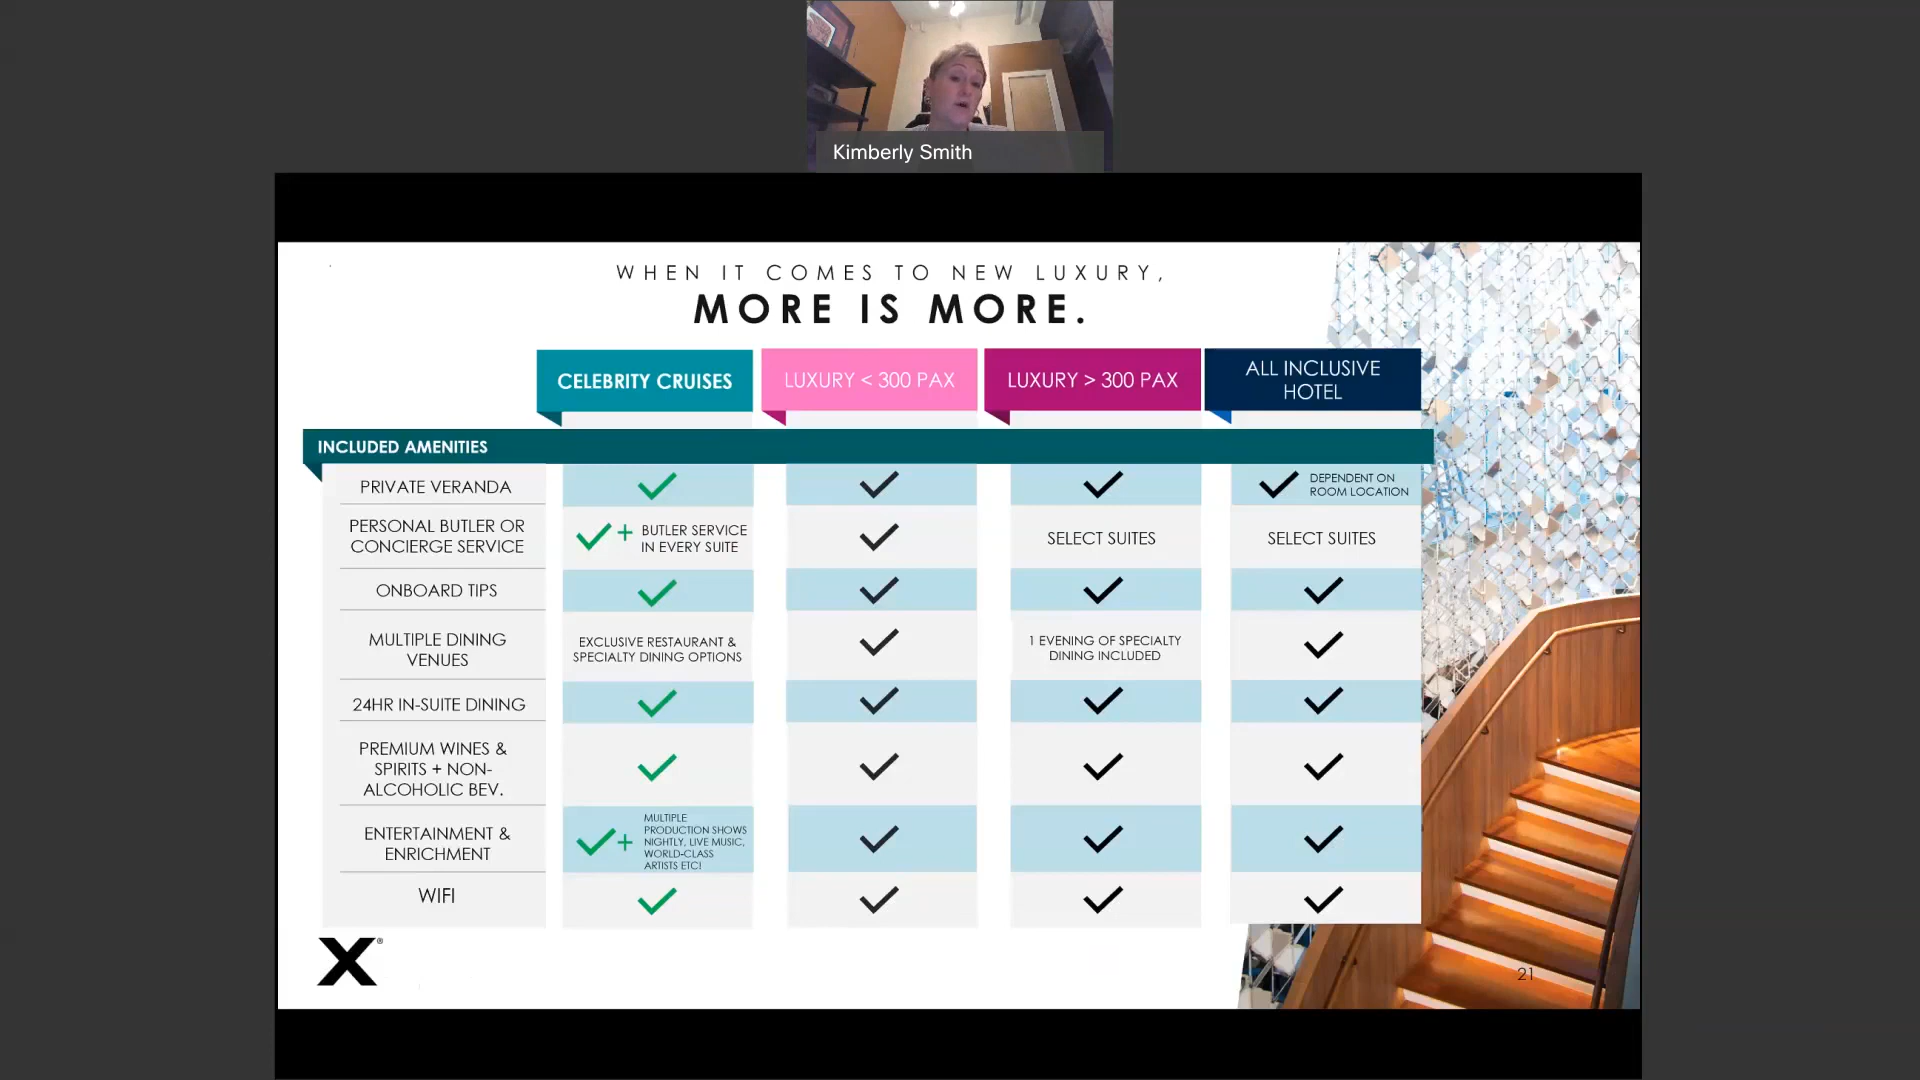 Kimberly Smith
WHEN IT COMES TO NEW LUXURY,
MORE IS MORE.
CELEBRITY CRUISES
LUXURY < 300 PAX
LUXURY > 300 PAX
ALL INCLUSIVE
HOTEL
INCLUDED AMENITIES
PRIVATE VERANDA
DEPENDENT ON
ROOM LOCATION
PERSONAL BUTLER OR
CONCIERGE SERVICE
+ BUTLER SERVICE
IN EVERY SUITE
SELECT SUITES
SELECT SUITES
ONBOARD TIPS
MULTIPLE DINING
VENUES
EXCLUSIVE RESTAURANT &
SPECIALTY DINING OPTIONS
1 EVENING OF SPECIALTY
DINING INCLUDED
24HR IN-SUITE DINING
PREMIUM WINES &
SPIRITS + NON-
ALCOHOLIC BEV.
ENTERTAINMENT &
ENRICHMENT
+ MULTIPLE
PRODUCTION SHOWS
NIGHTLY, LIVE MUSIC,
WORLD-CLASS
ARTISTS ETC!
WIFI
X®
21